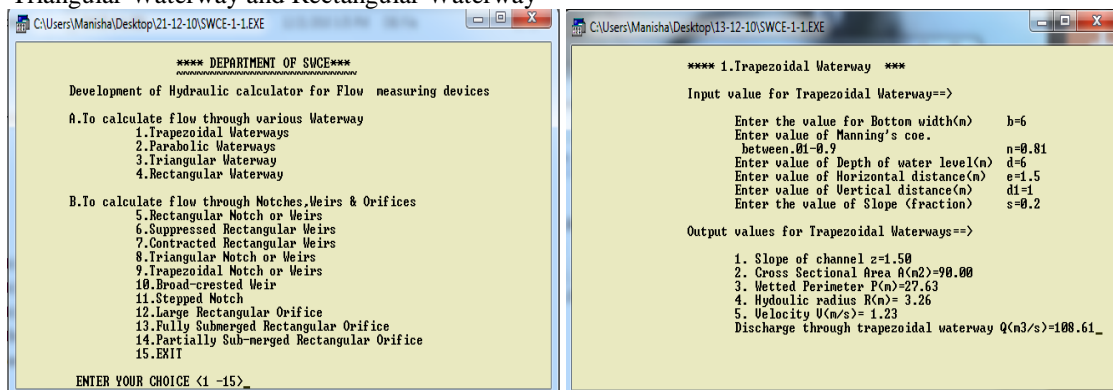 Triangular Waterway and Rectangular Waterway
C:\Users\Manisha\Desktop\21-12-10\SWCE-1-1.EXE
**** DEPARTMENT OF SWCE***
Development of Hydraulic calculator for Flow measuring devices
A.To calculate flow through various Waterway
1.Trapezoidal Waterways
2.Parabolic Waterways
3.Triangular Waterway
4.Rectangular Waterway
B.To calculate flow through Notches,Weirs & Orifices
5.Rectangular Notch or Weirs
6.Suppressed Rectangular Weirs
7.Contracted Rectangular Weirs
8.Triangular Notch or Weirs
9.Trapezoidal Notch or Weirs
10.Broad-crested Weir
11.Stepped Notch
12.Large Rectangular Orifice
13.Fully Submerged Rectangular Orifice
14.Partially Sub-merged Rectangular Orifice
15.EXIT
ENTER YOUR CHOICE <1 -15>_
C:\Users\Manisha\Desktop\13-12-10\SWCE-1-1.EXE
**** 1.Trapezoidal Waterway ***
Input value for Trapezoidal Waterway==>
Enter the value for Bottom width(m) b=6
Enter value of Manning's coe.
between.01-0.9 n=0.81
Enter value of Depth of water level(m) d=6
Enter value of Horizontal distance(m) e=1.5
Enter value of Vertical distance(m) d1=1
Enter the value of Slope (fraction) s=0.2
Output values for Trapezoidal Waterways==>
1. Slope of channel z=1.50
2. Cross Sectional Area A(m2)=90.00
3. Wetted Perimeter P(m)=27.63
4. Hydoulic radius R(m)= 3.26
5. Velocity V(m/s)= 1.23
Discharge through trapezoidal waterway Q(m3/s)=108.61_